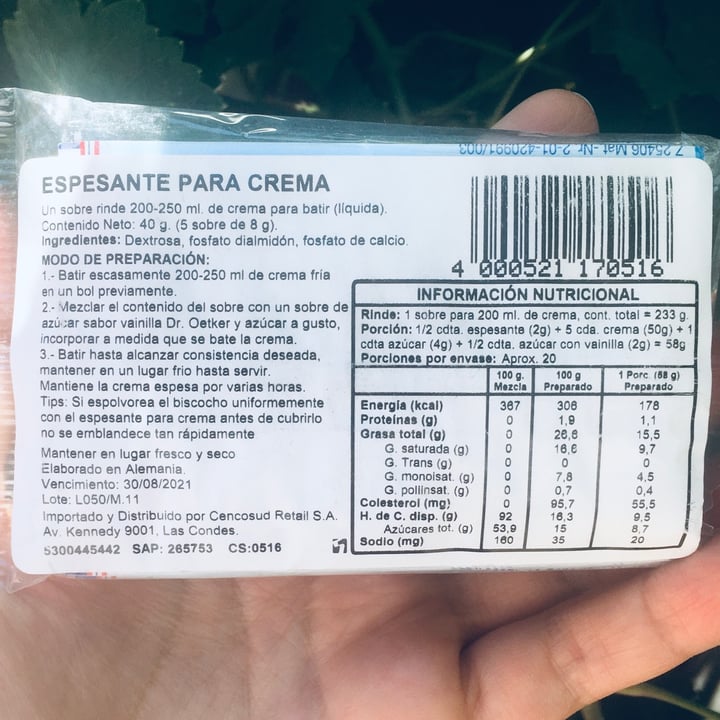 7 25406 Mat-Nr 2-01-420991/003
ESPESANTE PARA CREMA
Un sobre rinde 200-250 ml. de crema para batir (líquida).
Contenido Neto: 40 g. (5 sobre de 8 g).
Ingredientes: Dextrosa, fosfato dialmidón, fosfato de calcio.
MODO DE PREPARACIÓN:
1.- Batir escasamente 200-250 ml de crema fría
en un bol previamente.
2.- Mezclar el contenido del sobre con un sobre de
azúcar sabor vainilla Dr. Oetker y azúcar a gusto,
incorporar a medida que se bate la crema.
3.- Batir hasta alcanzar consistencia deseada,
mantener en un lugar frio hasta servir.
Mantiene la crema espesa por varias horas.
Tips: Si espolvorea el biscocho uniformemente
con el espesante para crema antes de cubrirlo
no se emblandece tan rápidamente
Mantener en lugar fresco y seco
Elaborado en Alemania.
Vencimiento: 30/08/2021
Lote: L050/M.11
Importado y Distribuido por Cencosud Retail S.A.
Av. Kennedy 9001, Las Condes.
5300445442 SAP: 265753 CS:0516
4 000521 170516
INFORMACIÓN NUTRICIONAL
Rinde: 1 sobre para 200 ml. de crema, cont. total = 233 g.
Porción: 1/2 cdta. espesante (2g) + 5 cda. crema (50g) + 1
cdta azúcar (4g) + 1/2 cdta. azúcar con vainilla (2g) = 58g
Porciones por envase: Aprox. 20
100 g. 100 g 1 Porc. (58 g)
Mezcla Preparado Preparado
Energía (kcal) 367 306 178
Proteínas (g) 0 1,9 1,1
Grasa total (g) 0 26,6 15,5
G. saturada (g) 0 16,6 9,7
G. Trans (g) 0 0 0
G. monoisat. (g) 0 7,8 4,5
G. pollinsat. (g) 0 0,7 0,4
Colesterol (mg) 0 95,7 55,5
H. de C. disp. (g) 92 16,3 9,5
Azúcares tot. (g) 53,9 15 8,7
Sodio (mg) 160 35 20